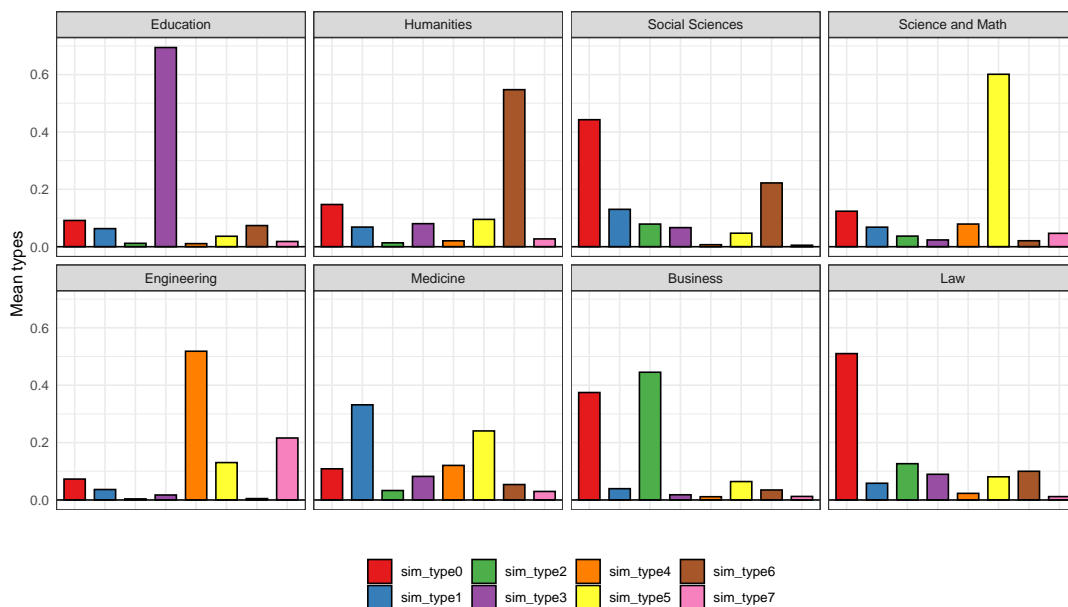 Education Humanities Social Sciences Science and Math
0.6
0.4
0.2
0.0
Mean types
Engineering Medicine Business Law
0.6
0.4
0.2
0.0
sim_type0 sim_type2 sim_type4 sim_type6
sim_type1 sim_type3 sim_type5 sim_type7